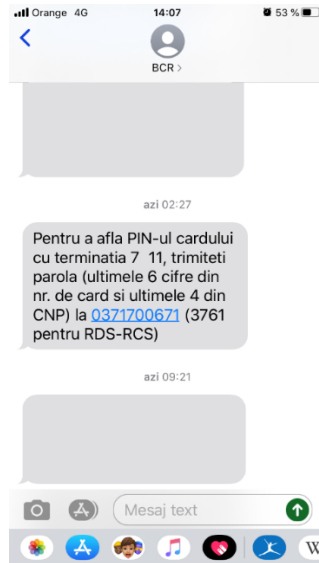 Orange 4G 14:07 53 %
BCR >
azi 02:27
Pentru a afla PIN-ul cardului
cu terminatia 7 11, trimiteti
parola (ultimele 6 cifre din
nr. de card si ultimele 4 din
CNP) la 0371700671 (3761
pentru RDS-RCS)
azi 09:21
Mesaj text
W